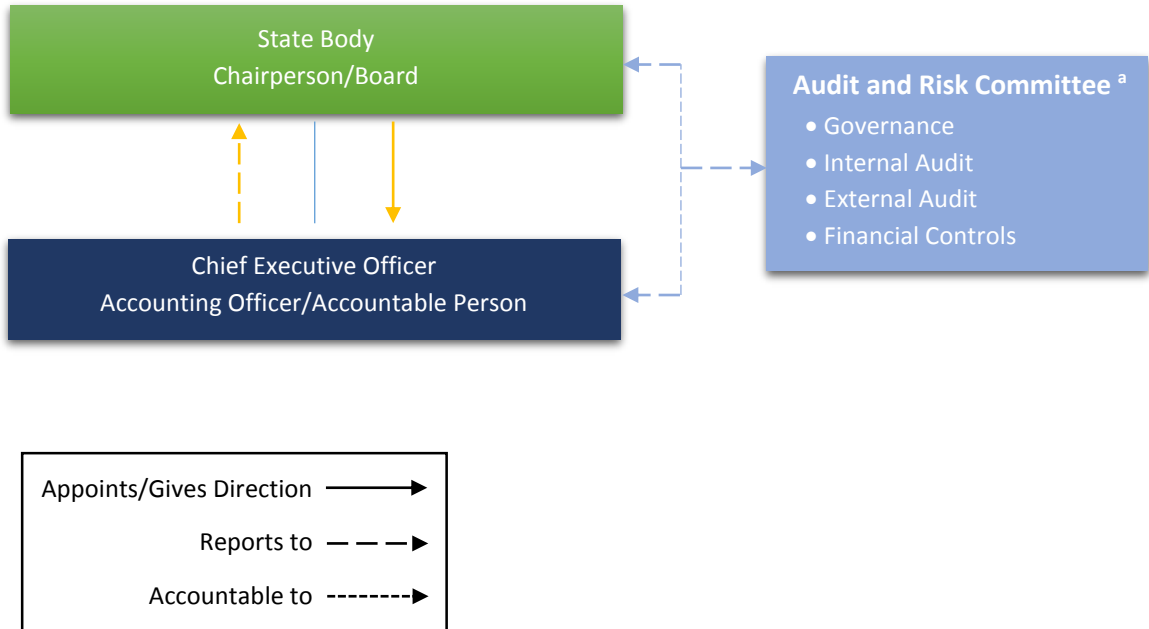 State Body
Chairperson/Board
Audit and Risk Committee ᵃ
• Governance
• Internal Audit
• External Audit
• Financial Controls
Chief Executive Officer
Accounting Officer/Accountable Person
Appoints/Gives Direction
Reports to
Accountable to